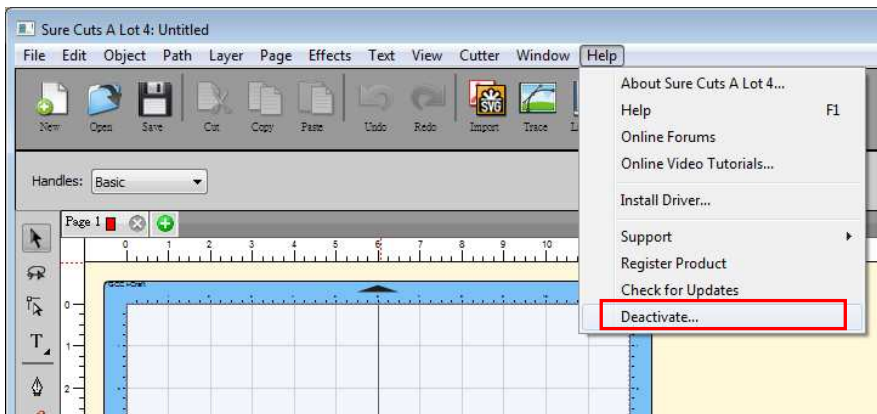 Sure Cuts A Lot 4: Untitled
File Edit Object Path Layer Page Effects Text View Cutter Window Help
New Open Save Cut Copy Paste Undo Redo Import Trace
SVG
About Sure Cuts A Lot 4...
Help F1
Online Forums
Online Video Tutorials...
Install Driver...
Support
Register Product
Check for Updates
Deactivate...
Handles: Basic
Page 1
0 1 2 3 4 5 6 7 8 9 10
0
1
2
T